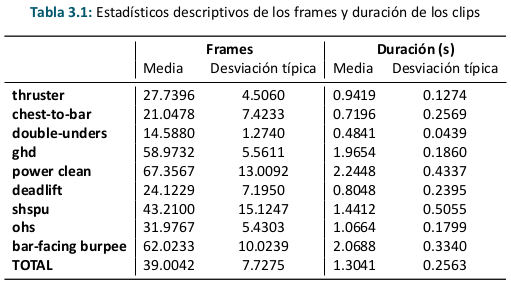 Tabla 3.1: Estadísticos descriptivos de los frames y duración de los clips
Frames Duración (s)
Media Desviación típica Media Desviación típica
thruster 27.7396 4.5060 0.9419 0.1274
chest-to-bar 21.0478 7.4233 0.7196 0.2569
double-unders 14.5880 1.2740 0.4841 0.0439
ghd 58.9732 5.5611 1.9654 0.1860
power clean 67.3567 13.0092 2.2448 0.4337
deadlift 24.1229 7.1950 0.8048 0.2395
shspu 43.2100 15.1247 1.4412 0.5055
ohs 31.9767 5.4303 1.0664 0.1799
bar-facing burpee 62.0233 10.0239 2.0688 0.3340
TOTAL 39.0042 7.7275 1.3041 0.2563